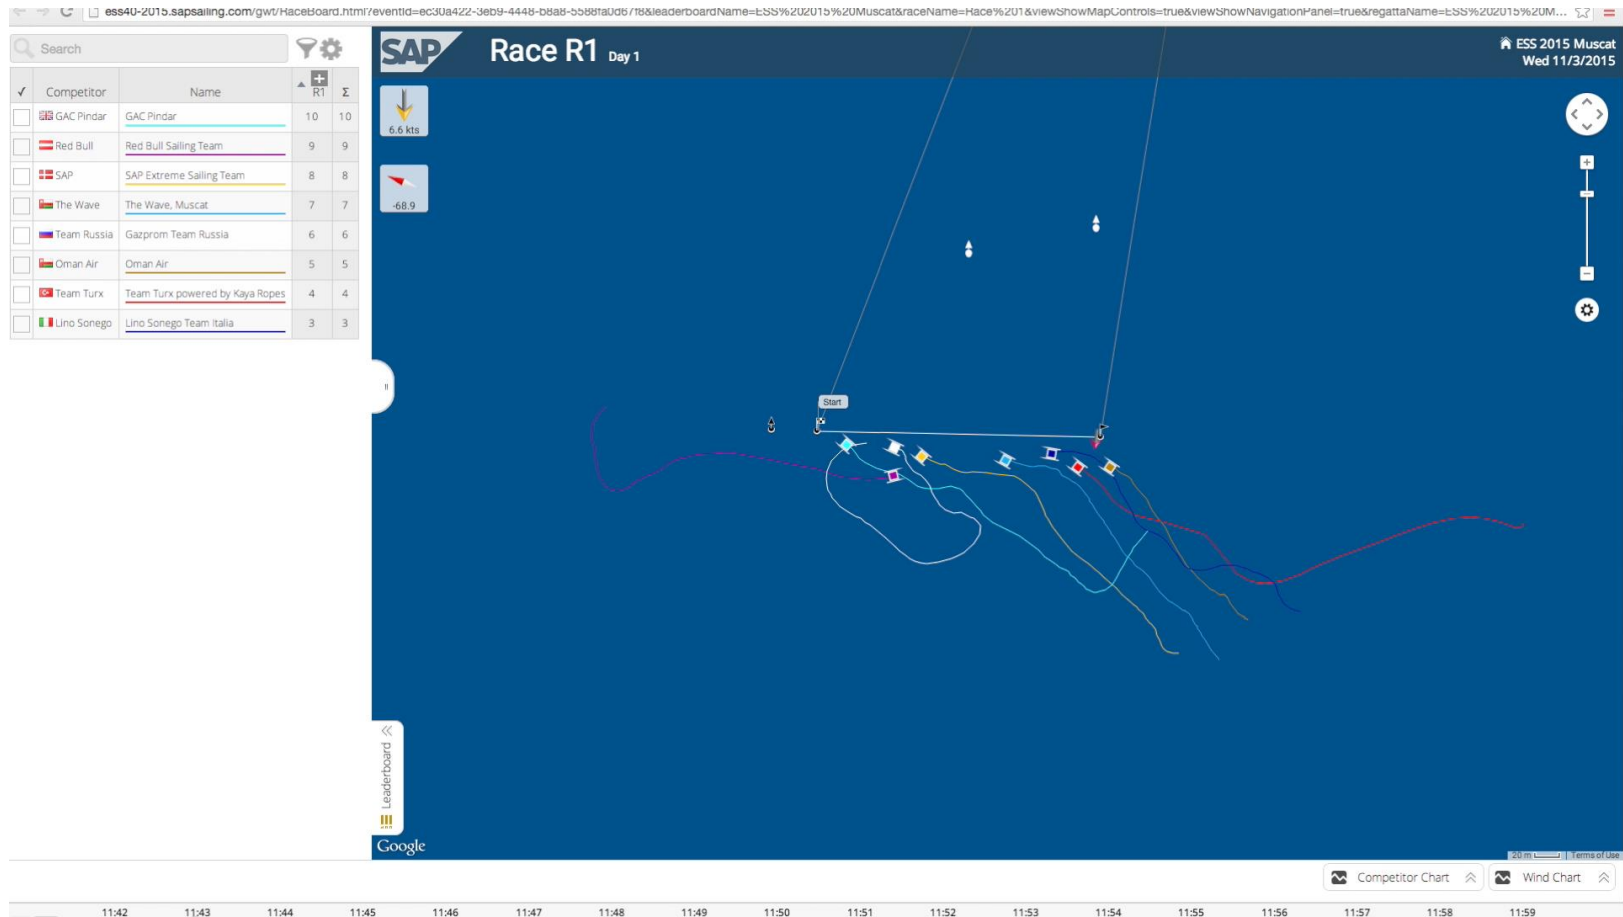 ess40-2015.sapsailing.com/gwt/RaceBoard.html?eventId=ec30a422-3eb9-4448-b8a8-5588fa0d67f8&leaderboardName=ESS%202015%20Muscat&raceName=Race%201&viewShowMapControls=true&viewShowNavigationPanel=true&regattaName=ESS%202015%20M...
Search
SAP
Race R1 Day 1
ESS 2015 Muscat
Wed 11/3/2015
✓ Competitor Name R1 Σ
GAC Pindar GAC Pindar 10 10
Red Bull Red Bull Sailing Team 9 9
SAP SAP Extreme Sailing Team 8 8
The Wave The Wave, Muscat 7 7
Team Russia Gazprom Team Russia 6 6
Oman Air Oman Air 5 5
Team Turx Team Turx powered by Kaya Ropes 4 4
Lino Sonego Lino Sonego Team Italia 3 3
6.6 kts
-68.9
Start
Leaderboard
Google
20 m Terms of Use
Competitor Chart Wind Chart
11:42 11:43 11:44 11:45 11:46 11:47 11:48 11:49 11:50 11:51 11:52 11:53 11:54 11:55 11:56 11:57 11:58 11:59